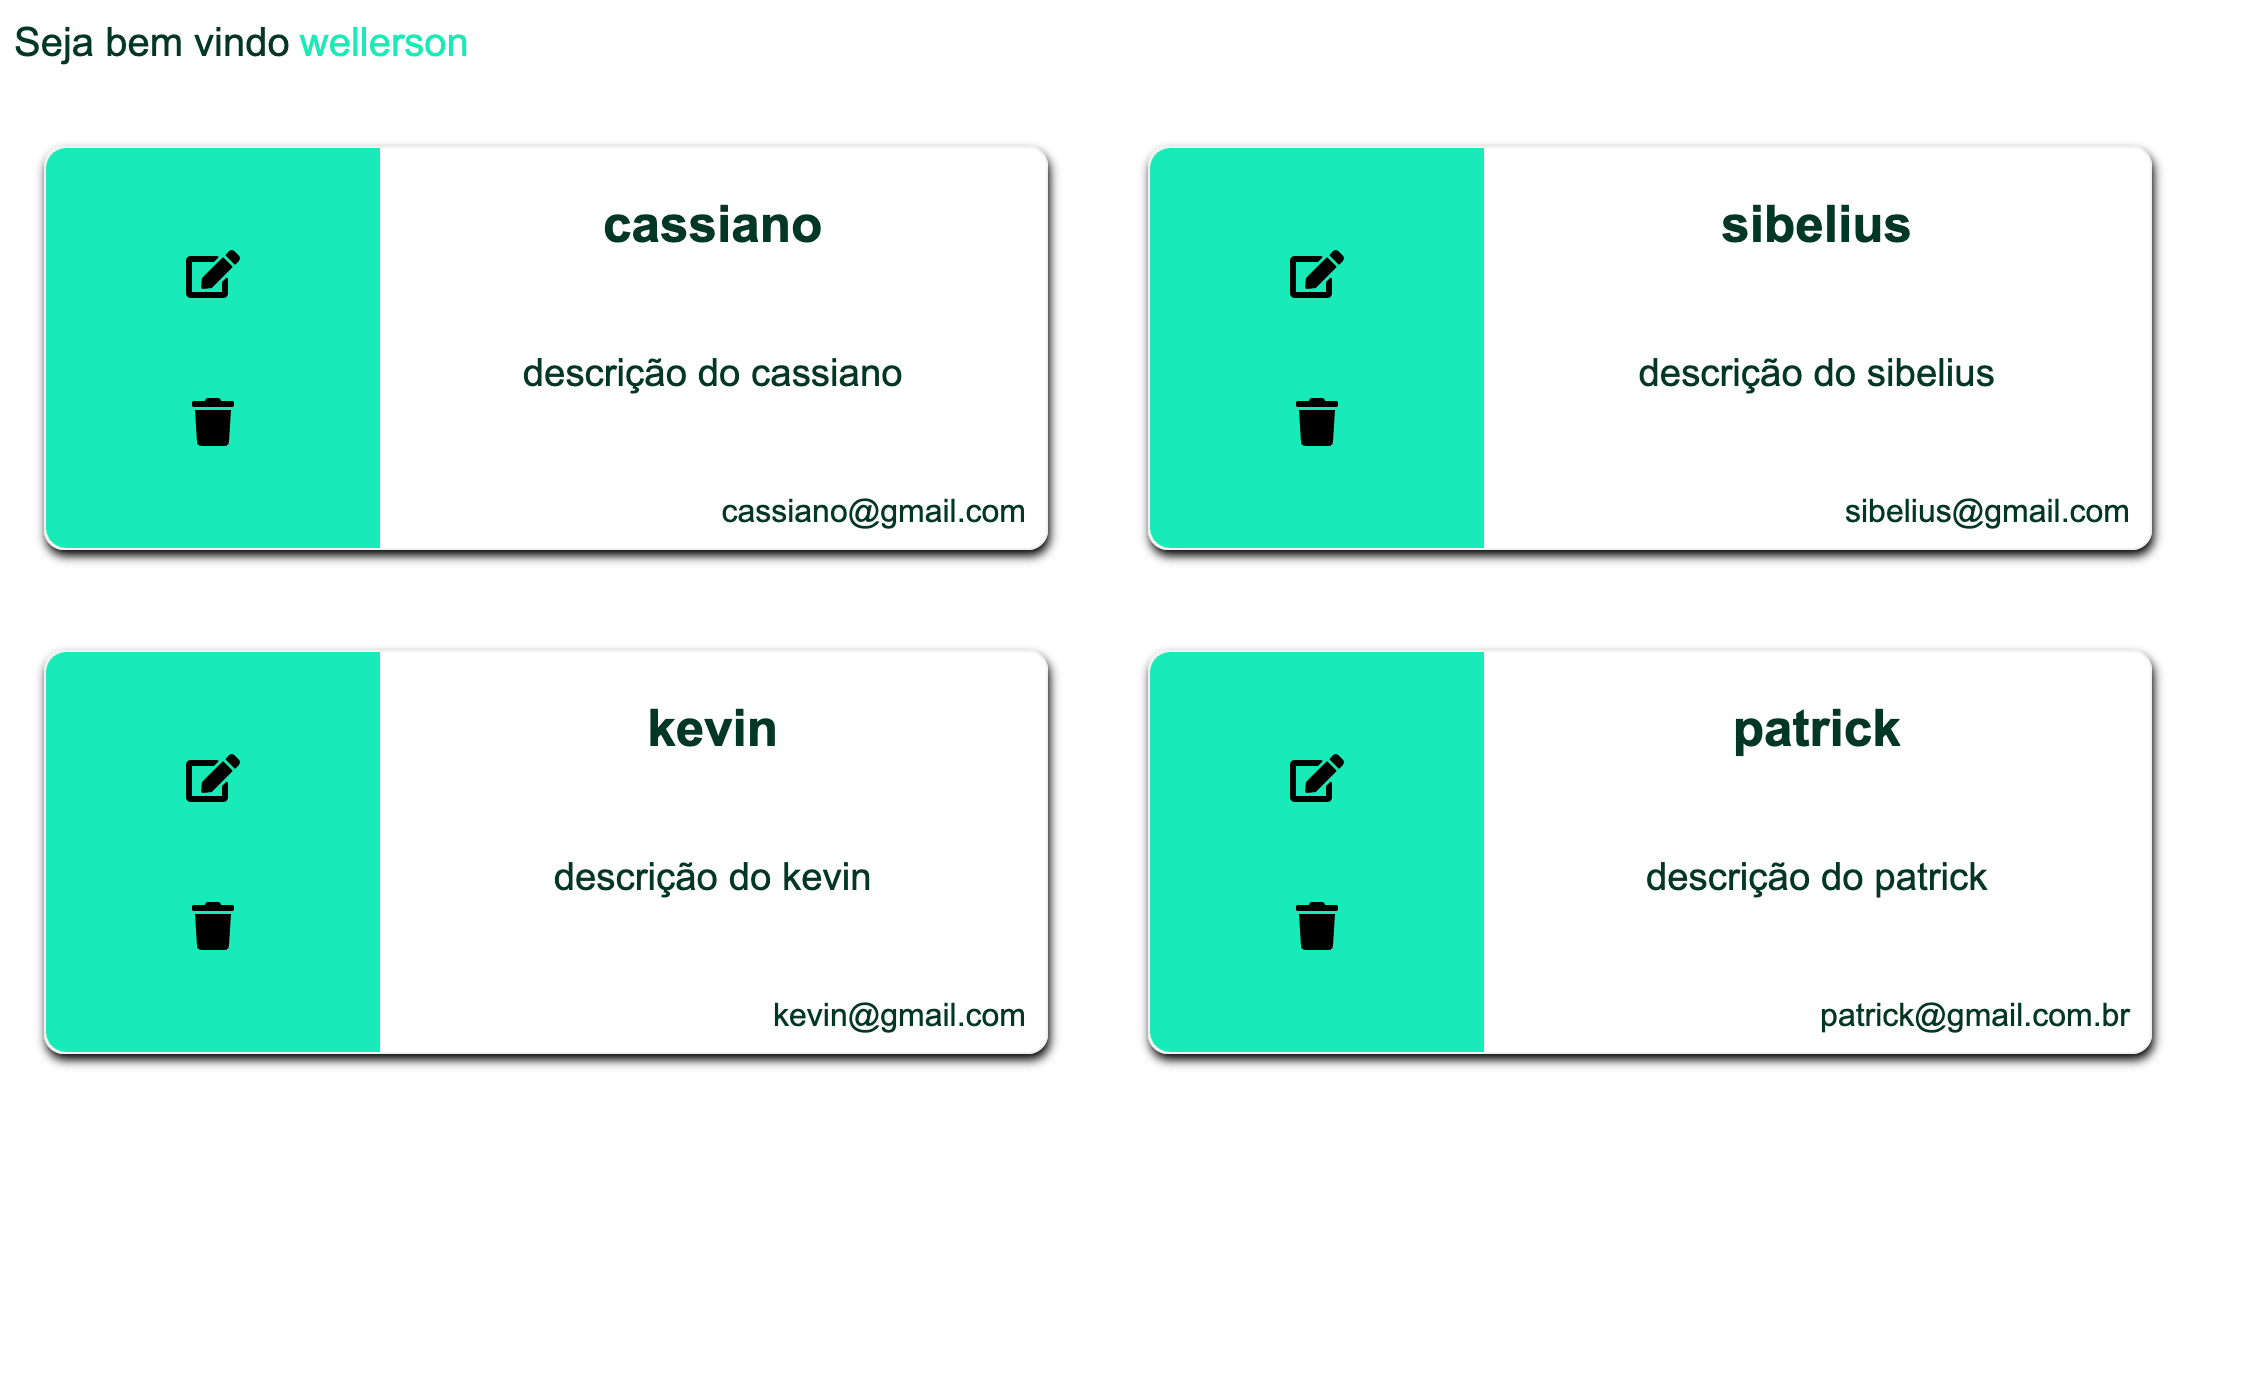 Seja bem vindo wellerson
cassiano
descrição do cassiano
cassiano@gmail.com
sibelius
descrição do sibelius
sibelius@gmail.com
kevin
descrição do kevin
kevin@gmail.com
patrick
descrição do patrick
patrick@gmail.com.br